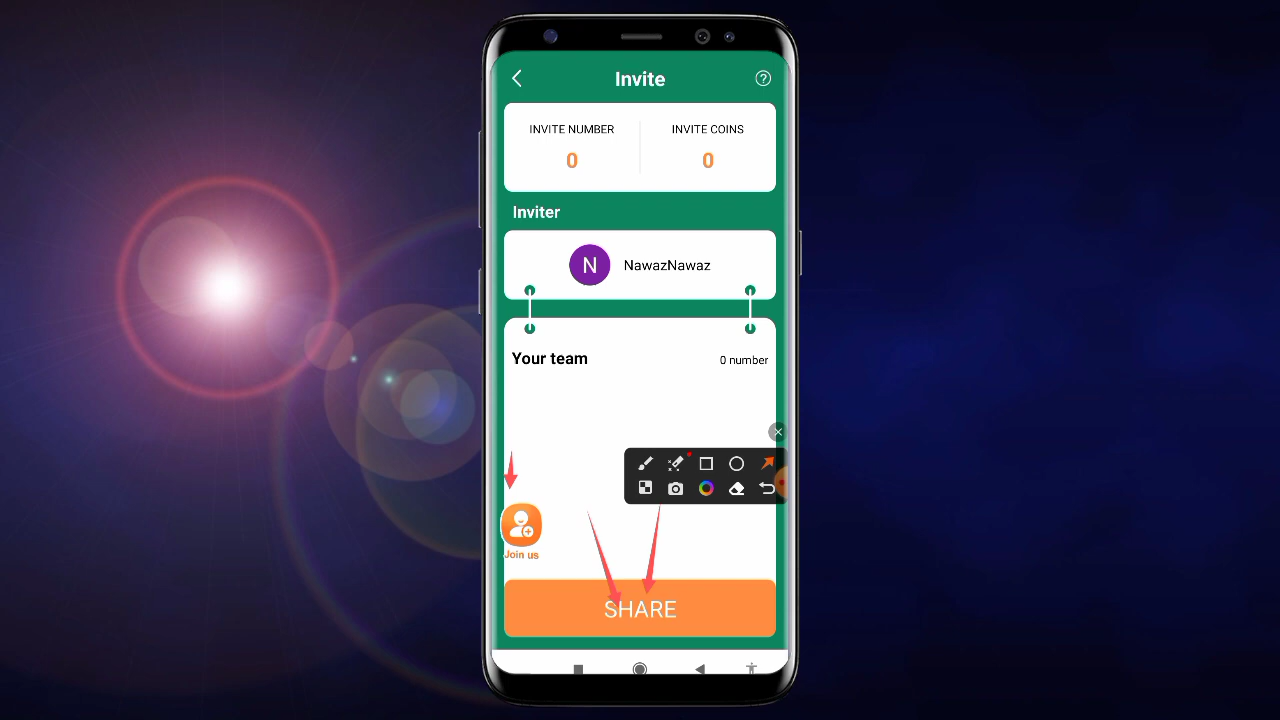 Invite
INVITE NUMBER
INVITE COINS
0
0
Inviter
N
NawazNawaz
Your team
0 number
Join us
SHARE